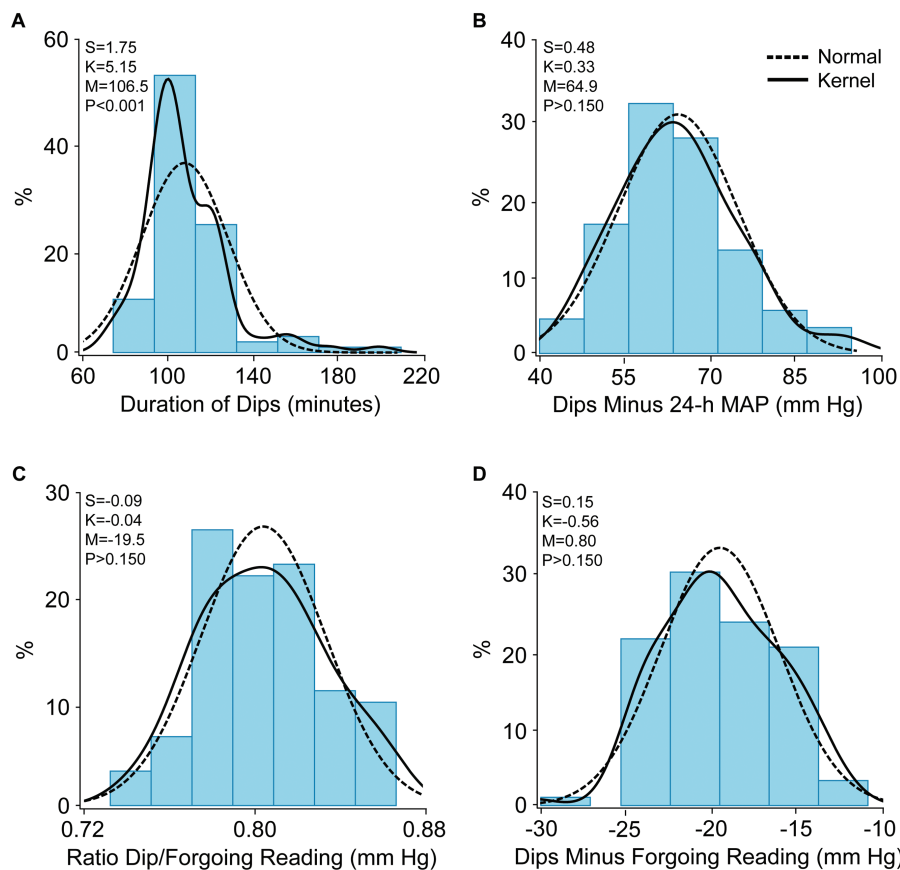 A
60
40
20
0
%
S=1.75
K=5.15
M=106.5
P<0.001
60 100 140 180 220
Duration of Dips (minutes)
B
40
30
20
10
0
%
S=0.48
K=0.33
M=64.9
P>0.150
Normal
Kernel
40 55 70 85 100
Dips Minus 24-h MAP (mm Hg)
C
30
20
10
0
%
S=-0.09
K=-0.04
M=-19.5
P>0.150
0.72 0.80 0.88
Ratio Dip/Forgoing Reading (mm Hg)
D
40
30
20
10
0
%
S=0.15
K=-0.56
M=0.80
P>0.150
-30 -25 -20 -15 -10
Dips Minus Forgoing Reading (mm Hg)